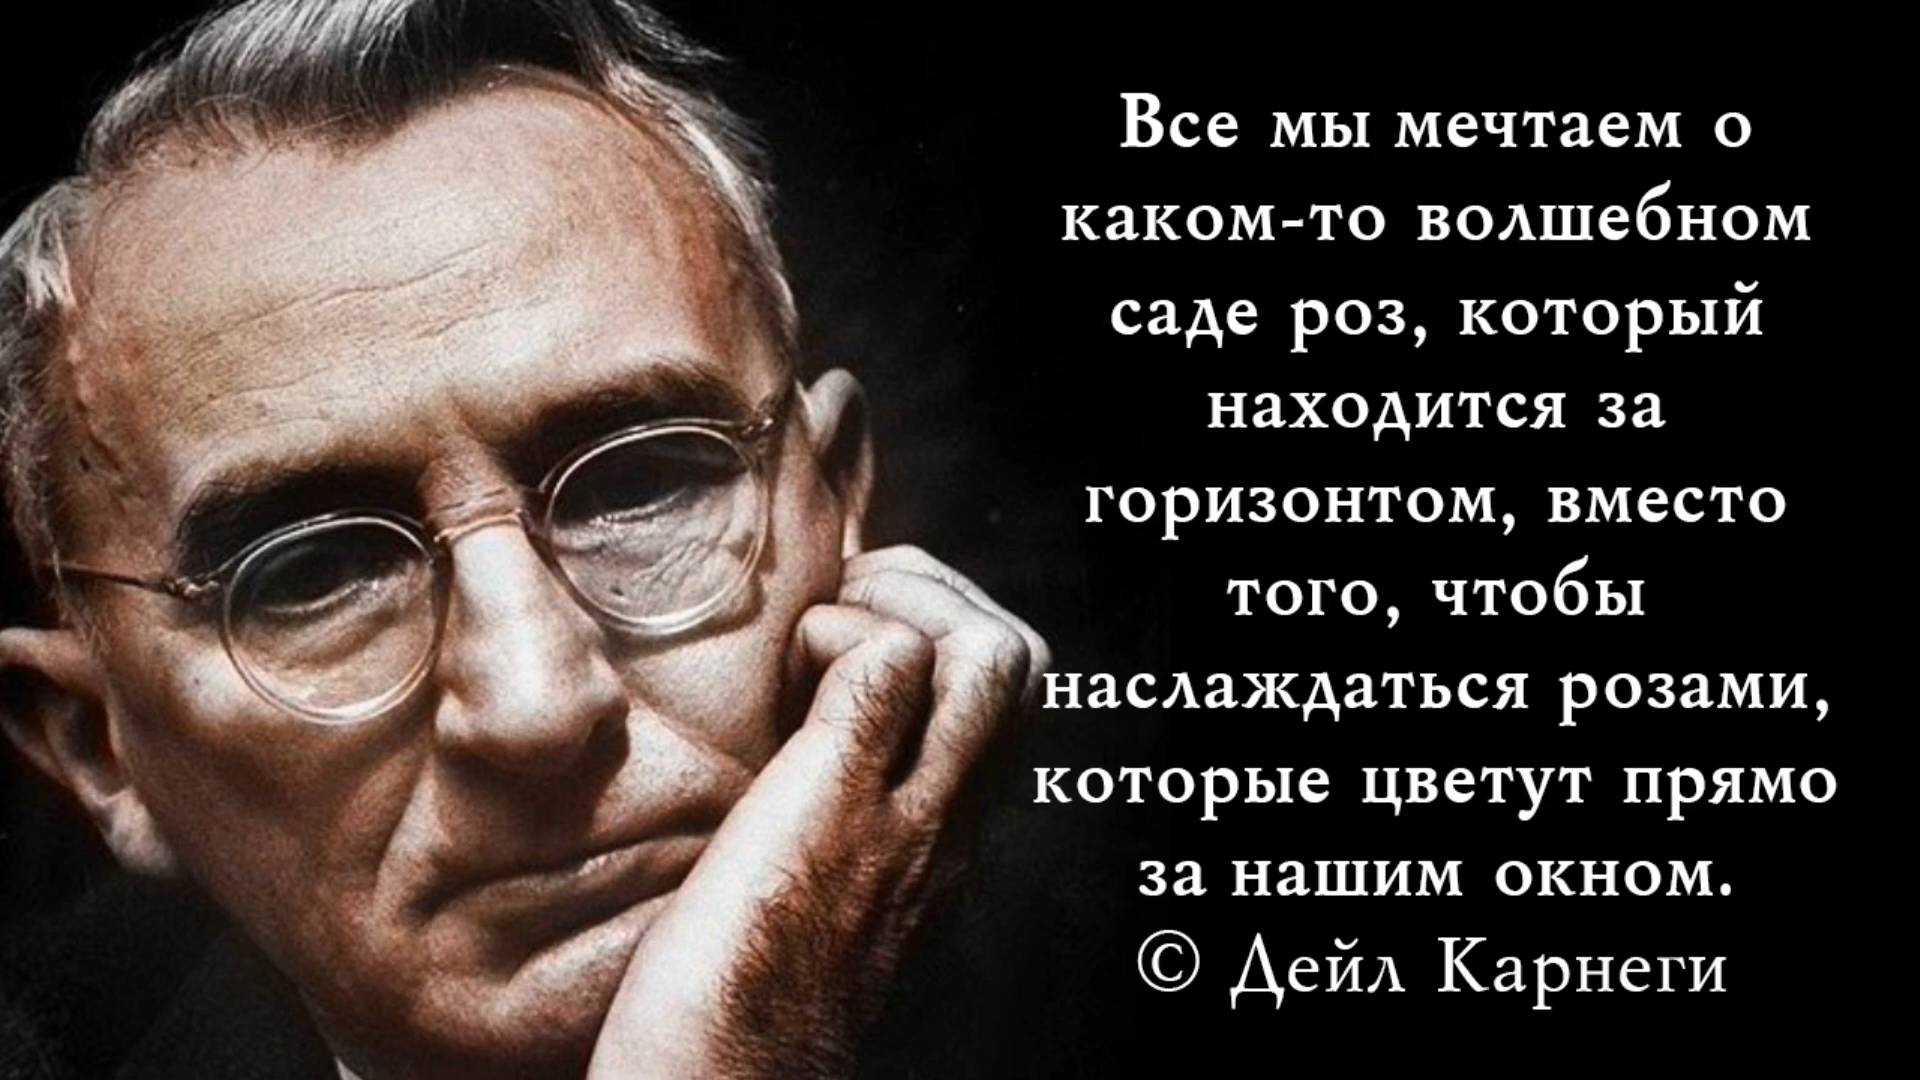 Все мы мечтаем о
каком-то волшебном
саде роз, который
находится за
горизонтом, вместо
того, чтобы
наслаждаться розами,
которые цветут прямо
за нашим окном.
© Дейл Карнеги